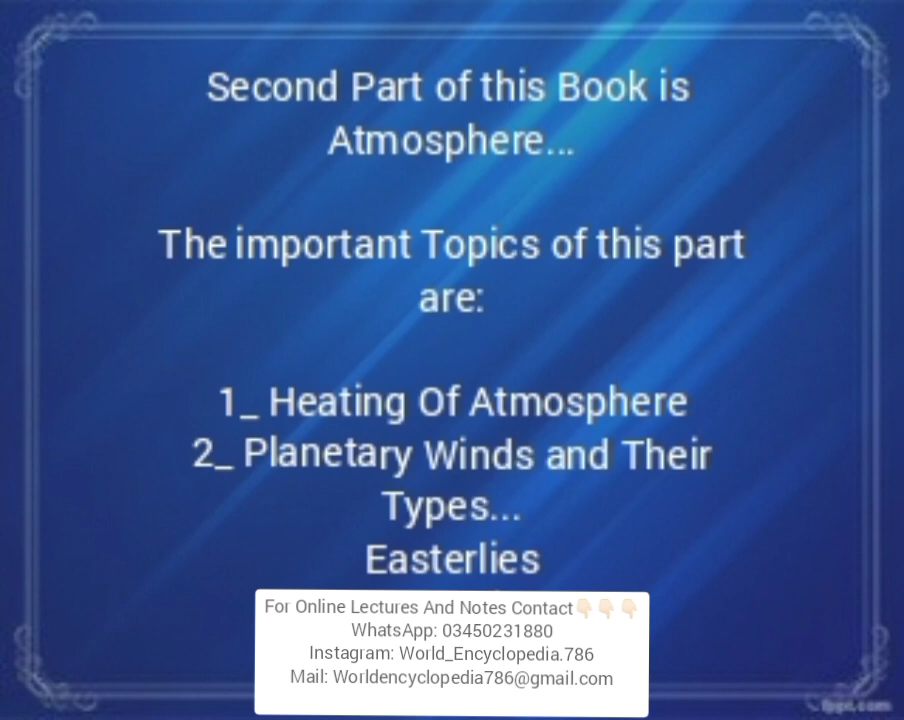 Second Part of this Book is
Atmosphere...
The important Topics of this part
are:
1_ Heating Of Atmosphere
2_ Planetary Winds and Their
Types...
Easterlies
For Online Lectures And Notes Contact👇🏻👇🏻👇🏻
WhatsApp: 03450231880
Instagram: World_Encyclopedia.786
Mail: Worldencyclopedia786@gmail.com